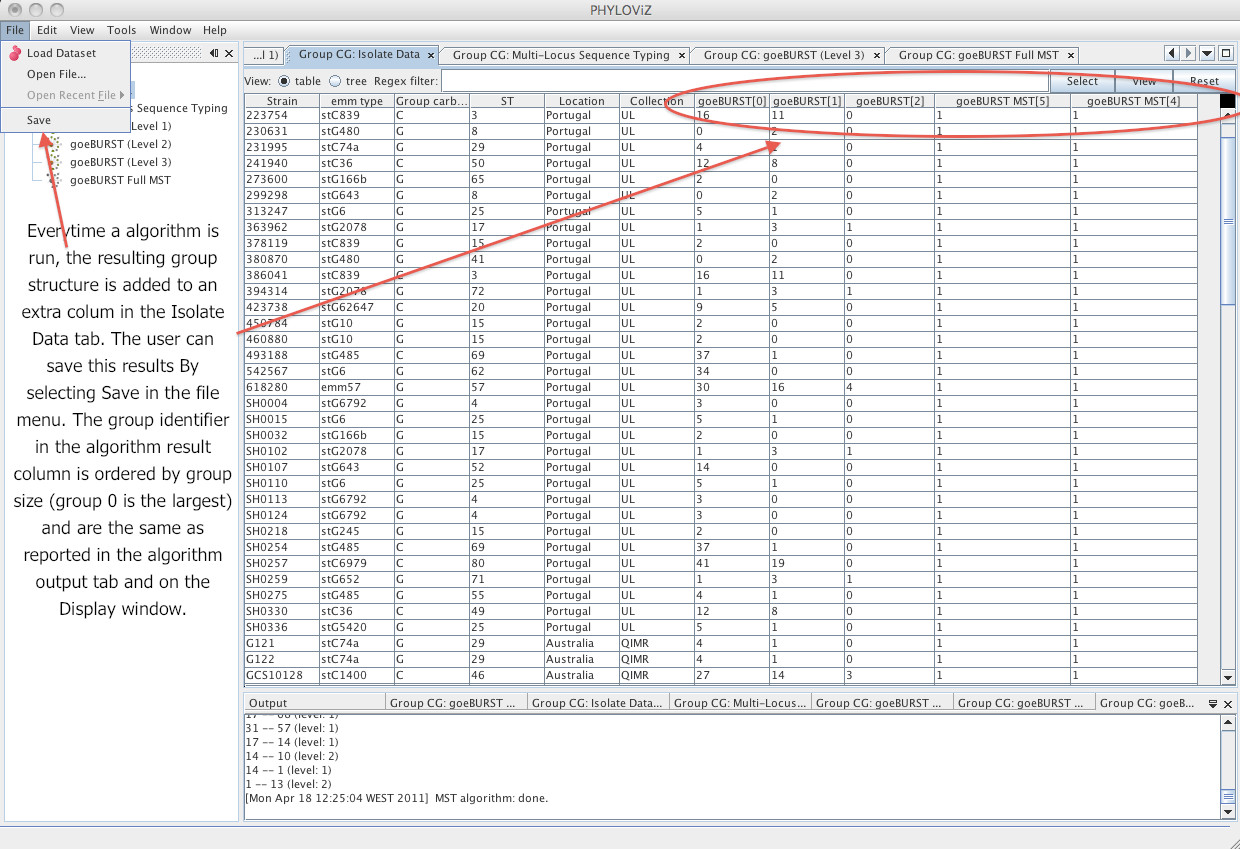 PHYLOViZ
File Edit View Tools Window Help
Load Dataset
Open File...
Open Recent File
Save
s Sequence Typing
Level 1)
goeBURST (Level 2)
goeBURST (Level 3)
goeBURST Full MST
Everytime a algorithm is
run, the resulting group
structure is added to an
extra colum in the Isolate
Data tab. The user can
save this results By
selecting Save in the file
menu. The group identifier
in the algorithm result
column is ordered by group
size (group 0 is the largest)
and are the same as
reported in the algorithm
output tab and on the
Display window.
...l 1) Group CG: Isolate Data Group CG: Multi-Locus Sequence Typing Group CG: goeBURST (Level 3) Group CG: goeBURST Full MST
View: table tree Regex filter: Select View Reset
Strain emm type Group carb... ST Location Collection goeBURST[0] goeBURST[1] goeBURST[2] goeBURST MST[5] goeBURST MST[4]
223754 stC839 C 3 Portugal UL 16 11 0 1 1
230631 stG480 G 8 Portugal UL 0 2 0 1 1
231995 stC74a G 29 Portugal UL 4 1 0 1 1
241940 stC36 C 50 Portugal UL 12 8 0 1 1
273600 stG166b G 65 Portugal UL 2 0 0 1 1
299298 stG643 G 8 Portugal UL 0 2 0 1 1
313247 stG6 G 25 Portugal UL 5 1 0 1 1
363962 stG2078 G 17 Portugal UL 1 3 1 1 1
378119 stC839 G 15 Portugal UL 2 0 0 1 1
380870 stG480 G 41 Portugal UL 0 2 0 1 1
386041 stC839 C 3 Portugal UL 16 11 0 1 1
394314 stG2078 G 72 Portugal UL 1 3 1 1 1
423738 stG62647 C 20 Portugal UL 9 5 0 1 1
450784 stG10 G 15 Portugal UL 2 0 0 1 1
460880 stG10 G 15 Portugal UL 2 0 0 1 1
493188 stG485 C 69 Portugal UL 37 1 0 1 1
542567 stG6 G 62 Portugal UL 34 0 0 1 1
618280 emm57 G 57 Portugal UL 30 16 4 1 1
SH0004 stG6792 G 4 Portugal UL 3 0 0 1 1
SH0015 stG6 G 25 Portugal UL 5 1 0 1 1
SH0032 stG166b G 15 Portugal UL 2 0 0 1 1
SH0102 stG2078 G 17 Portugal UL 1 3 1 1 1
SH0107 stG643 G 52 Portugal UL 14 0 0 1 1
SH0110 stG6 G 25 Portugal UL 5 1 0 1 1
SH0113 stG6792 G 4 Portugal UL 3 0 0 1 1
SH0124 stG6792 G 4 Portugal UL 3 0 0 1 1
SH0218 stG245 G 15 Portugal UL 2 0 0 1 1
SH0254 stG485 C 69 Portugal UL 37 1 0 1 1
SH0257 stC6979 C 80 Portugal UL 41 19 0 1 1
SH0259 stG652 G 71 Portugal UL 1 3 1 1 1
SH0275 stG485 G 55 Portugal UL 4 1 0 1 1
SH0330 stC36 C 49 Portugal UL 12 8 0 1 1
SH0336 stG5420 G 25 Portugal UL 5 1 0 1 1
G121 stC74a G 29 Australia QIMR 4 1 0 1 1
G122 stC74a G 29 Australia QIMR 4 1 0 1 1
GCS10128 stC1400 C 46 Australia QIMR 27 14 3 1 1
Output Group CG: goeBURST ... Group CG: Isolate Data... Group CG: Multi-Locus... Group CG: goeBURST ... Group CG: goeBURST ... Group CG: goeB...
31 -- 57 (level: 1)
17 -- 14 (level: 1)
14 -- 10 (level: 2)
14 -- 1 (level: 1)
1 -- 13 (level: 2)
[Mon Apr 18 12:25:04 WEST 2011] MST algorithm: done.